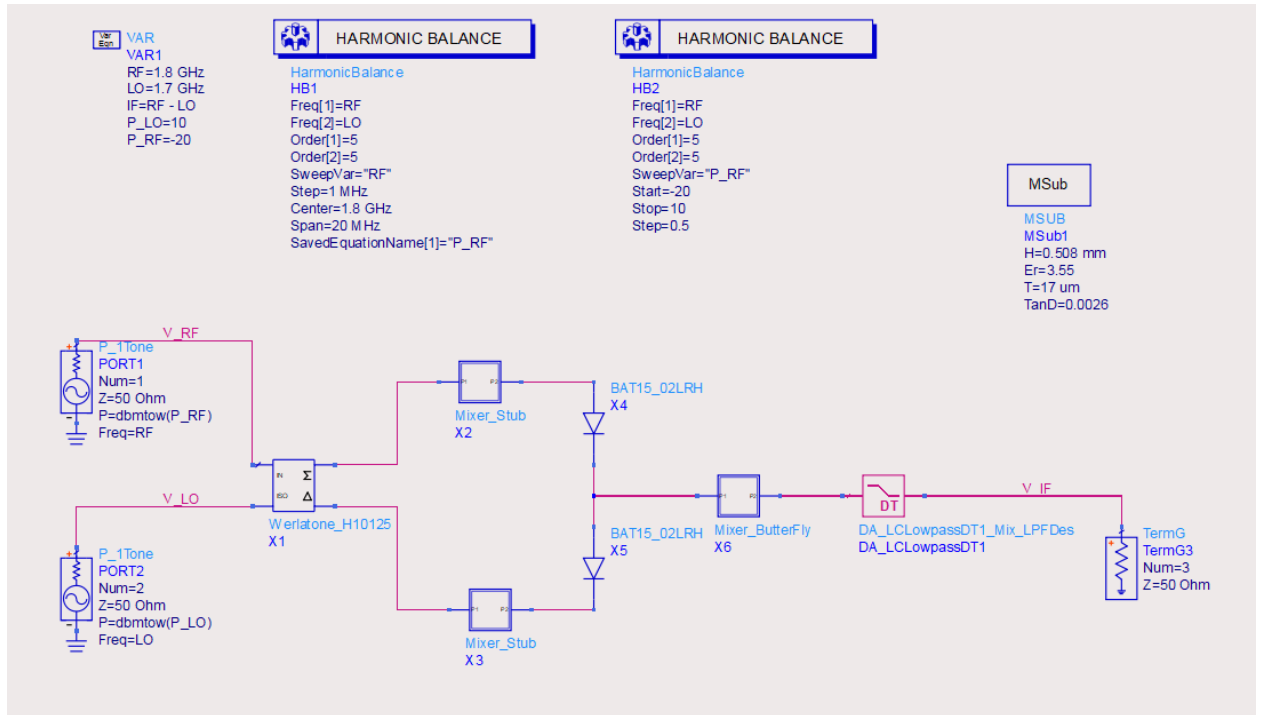 Var
Eqn
VAR
VAR1
RF=1.8 GHz
LO=1.7 GHz
IF=RF - LO
P_LO=10
P_RF=-20
HARMONIC BALANCE
HarmonicBalance
HB1
Freq[1]=RF
Freq[2]=LO
Order[1]=5
Order[2]=5
SweepVar="RF"
Step=1 MHz
Center=1.8 GHz
Span=20 MHz
SavedEquationName[1]="P_RF"
HARMONIC BALANCE
HarmonicBalance
HB2
Freq[1]=RF
Freq[2]=LO
Order[1]=5
Order[2]=5
SweepVar="P_RF"
Start=-20
Stop=10
Step=0.5
MSub
MSUB
MSub1
H=0.508 mm
Er=3.55
T=17 um
TanD=0.0026
V_RF
P_1Tone
PORT1
Num=1
Z=50 Ohm
P=dbmtow(P_RF)
Freq=RF
V_LO
P_1Tone
PORT2
Num=2
Z=50 Ohm
P=dbmtow(P_LO)
Freq=LO
IN Σ
ISO Δ
Werlatone_H10125
X1
P1 P2
Mixer_Stub
X2
P1 P2
Mixer_Stub
X3
BAT15_02LRH
X4
BAT15_02LRH
X5
P1 P2
Mixer_ButterFly
X6
DT
DA_LCLowpassDT1_Mix_LPFDes
DA_LCLowpassDT1
V_IF
TermG
TermG3
Num=3
Z=50 Ohm